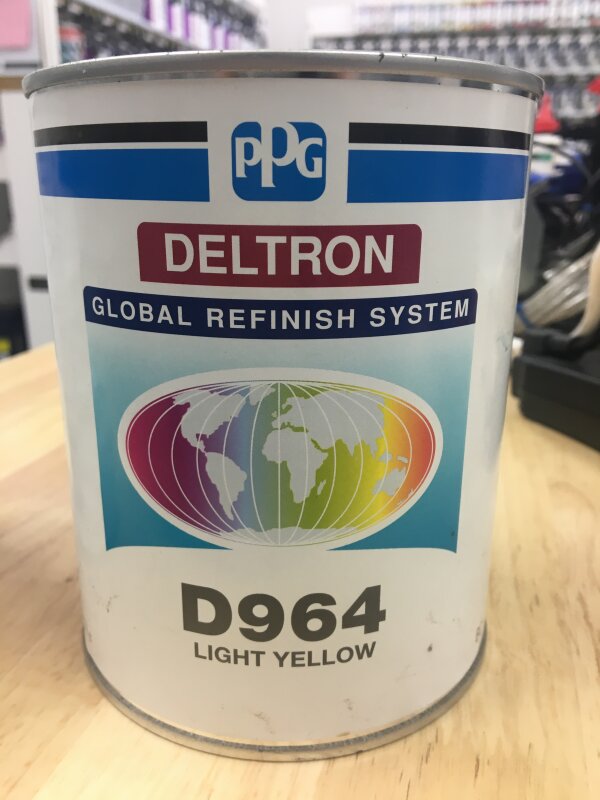 PPG
DELTRON
GLOBAL REFINISH SYSTEM
D964
LIGHT YELLOW